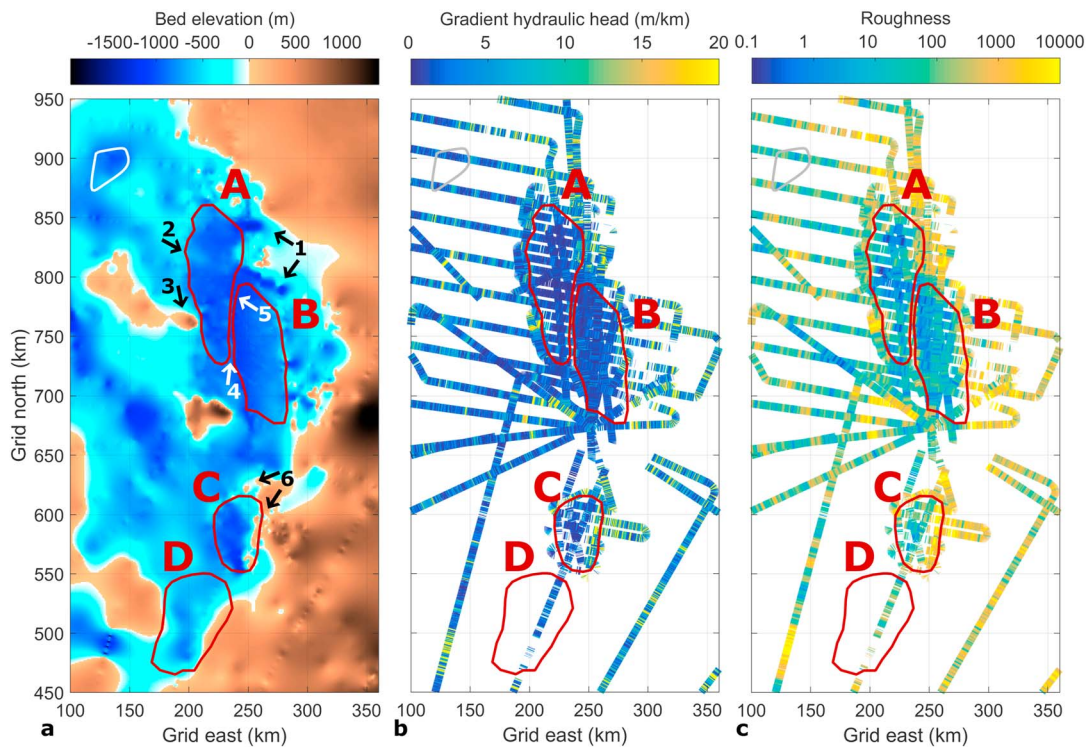 Bed elevation (m)
-1500 -1000 -500 0 500 1000
Gradient hydraulic head (m/km)
0 5 10 15 20
Roughness
0.1 1 10 100 1000 10000
Grid north (km)
950
900
850
800
750
700
650
600
550
500
450
A
2
1
3
B
5
4
6
C
D
A
B
C
D
A
B
C
D
100 150 200 250 300 350
100 150 200 250 300 350
100 150 200 250 300 350
a Grid east (km)
b Grid east (km)
c Grid east (km)